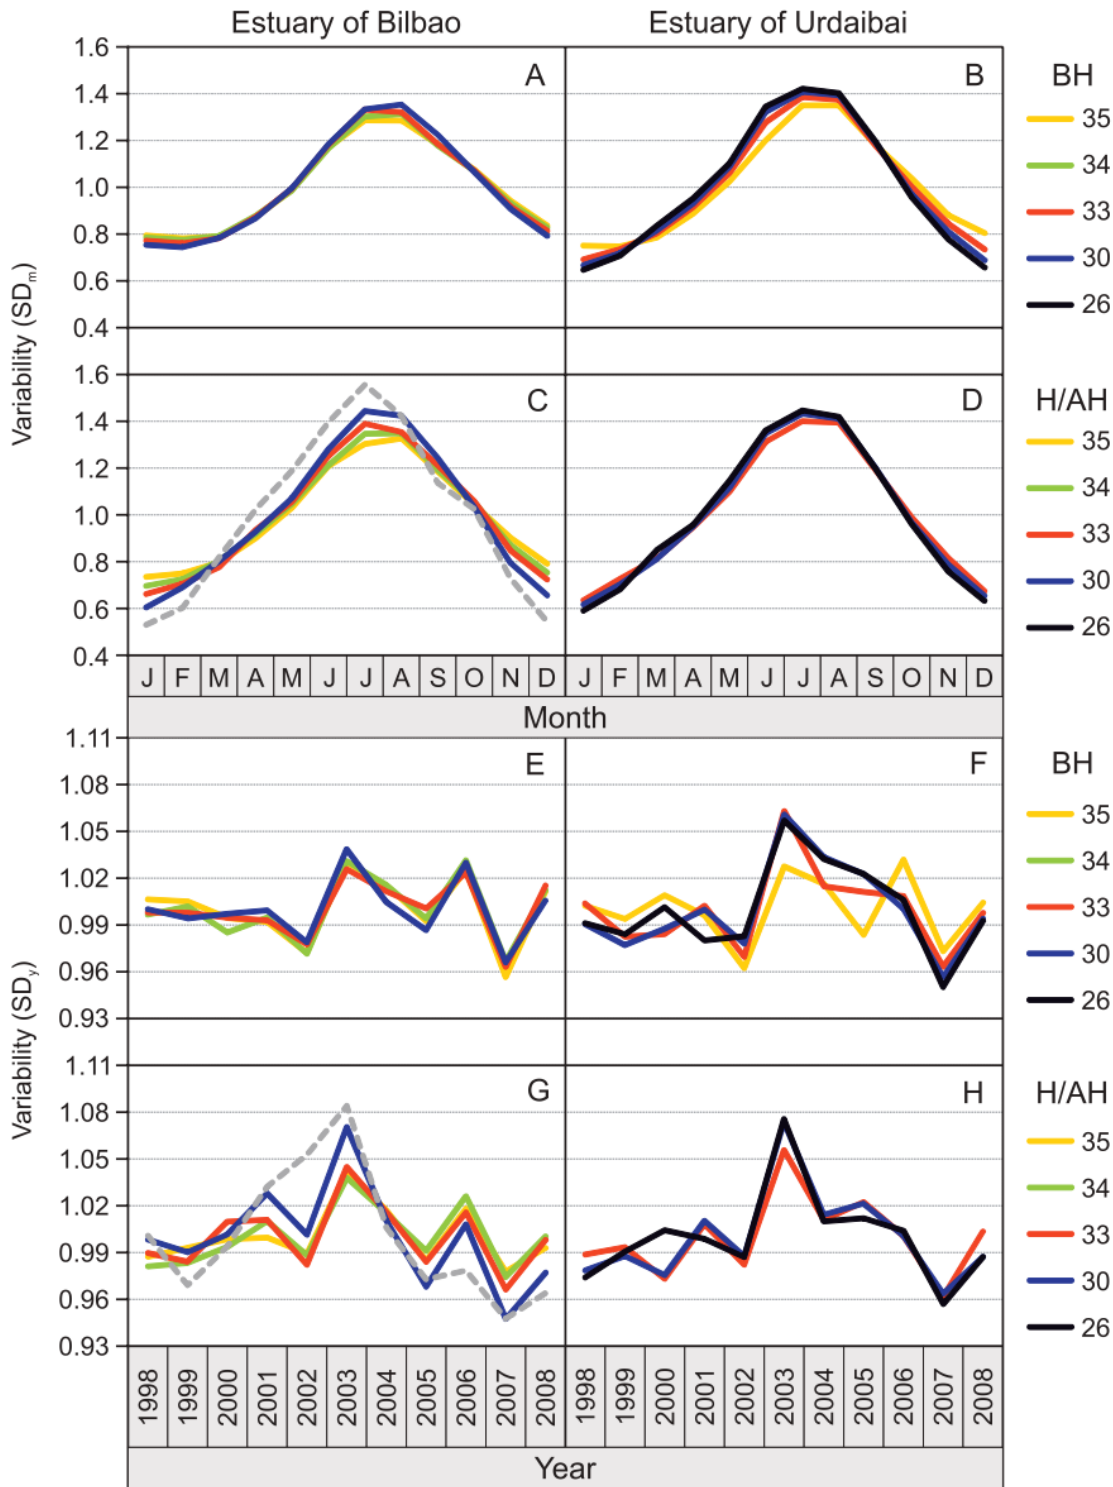 Estuary of Bilbao Estuary of Urdaibai
Variability (SDm)
1.6
1.4
1.2
1.0
0.8
0.6
0.4
A
B
BH
35
34
33
30
26
1.6
1.4
1.2
1.0
0.8
0.6
0.4
C
D
H/AH
35
34
33
30
26
J F M A M J J A S O N D J F M A M J J A S O N D
Month
Variability (SDy)
1.11
1.08
1.05
1.02
0.99
0.96
0.93
E
F
BH
35
34
33
30
26
1.11
1.08
1.05
1.02
0.99
0.96
0.93
G
H
H/AH
35
34
33
30
26
1998 1999 2000 2001 2002 2003 2004 2005 2006 2007 2008 1998 1999 2000 2001 2002 2003 2004 2005 2006 2007 2008
Year